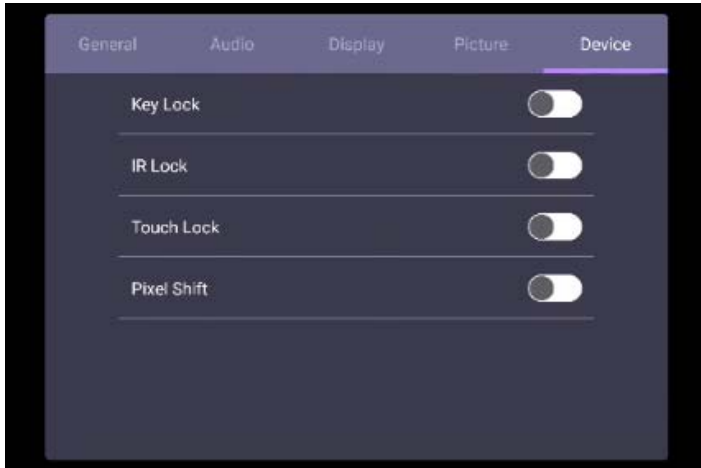 General Audio Display Picture Device
Key Lock
IR Lock
Touch Lock
Pixel Shift